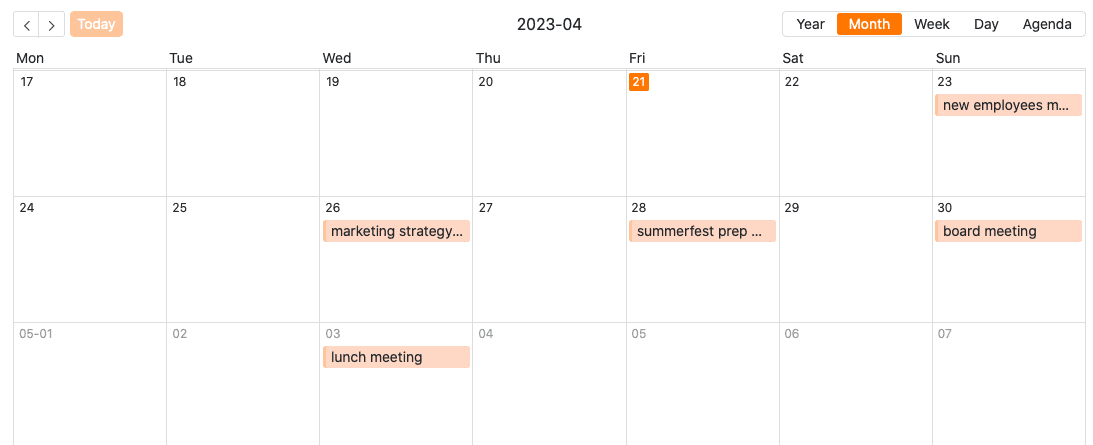 Today
2023-04
Year Month Week Day Agenda
Mon Tue Wed Thu Fri Sat Sun
17 18 19 20 21 22 23
new employees m...
24 25 26 27 28 29 30
marketing strategy... summerfest prep ... board meeting
05-01 02 03 04 05 06 07
lunch meeting